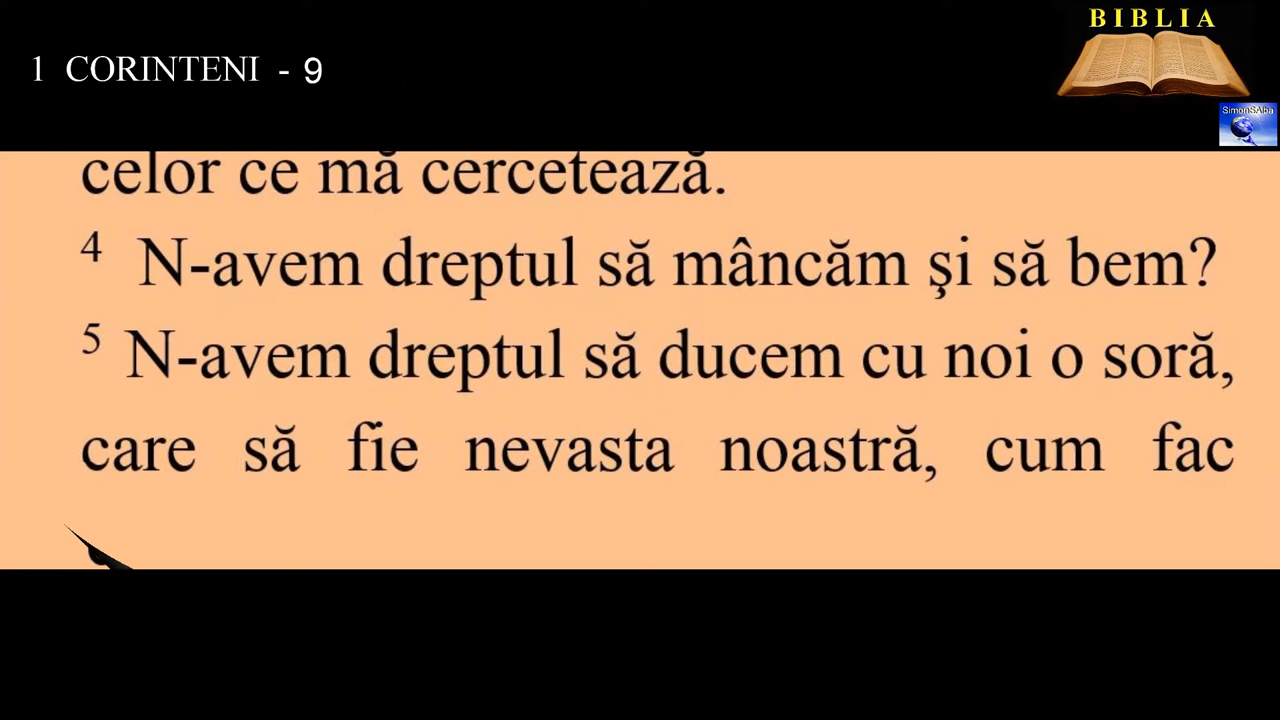 BIBLIA
1 CORINTENI - 9
SimonSAlba
celor ce mă cercetează.
4 N-avem dreptul să mâncăm şi să bem?
5 N-avem dreptul să ducem cu noi o soră,
care să fie nevasta noastră, cum fac